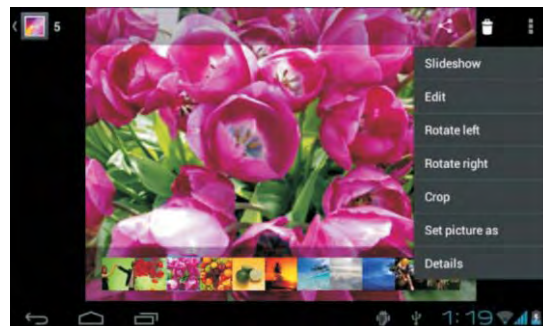 5
Slideshow
Edit
Rotate left
Rotate right
Crop
Set picture as
Details
1:19